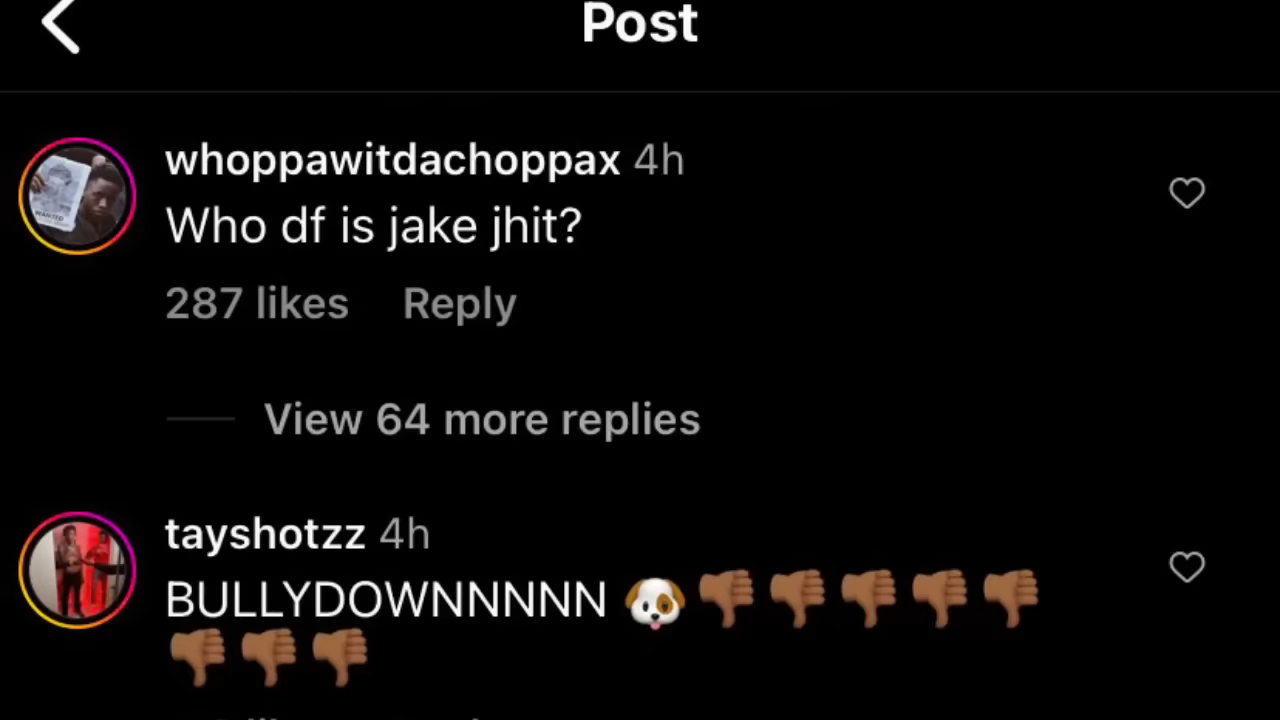 Post
whoppawitdachoppax 4h
Who df is jake jhit?
287 likes Reply
View 64 more replies
tayshotzz 4h
BULLYDOWNNNNN 🐶👎🏾👎🏾👎🏾👎🏾👎🏾
👎🏾👎🏾👎🏾